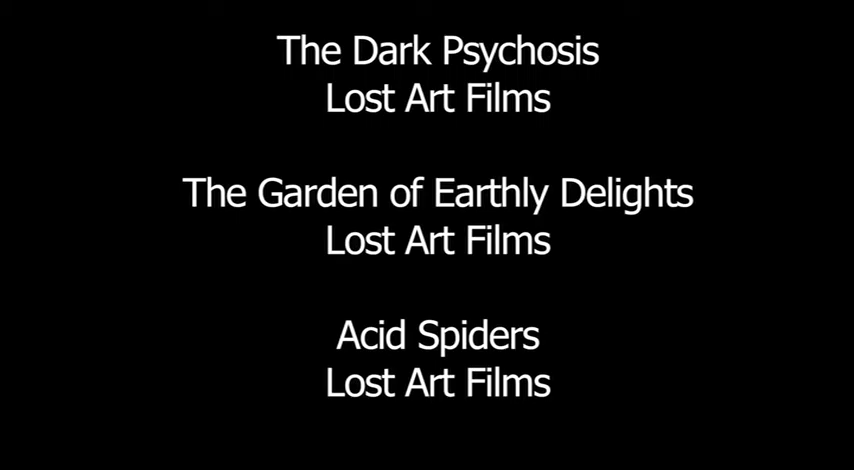 The Dark Psychosis
Lost Art Films
The Garden of Earthly Delights
Lost Art Films
Acid Spiders
Lost Art Films